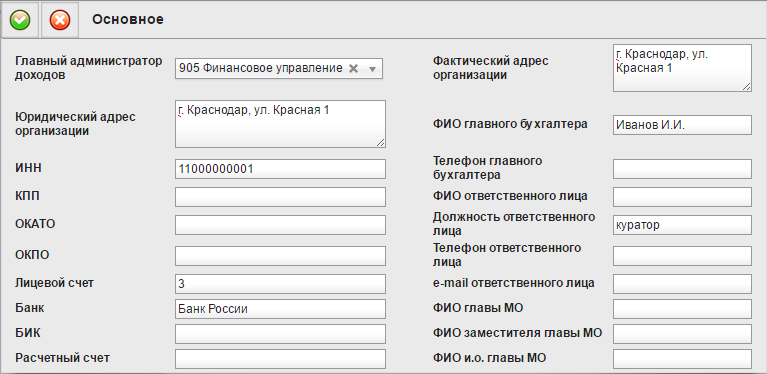 Основное
Главный администратор
доходов
905 Финансовое управление
Юридический адрес
организации
г. Краснодар, ул. Красная 1
ИНН
11000000001
КПП
ОКАТО
ОКПО
Лицевой счет
3
Банк
Банк России
БИК
Расчетный счет
Фактический адрес
организации
г. Краснодар, ул.
Красная 1
ФИО главного бухгалтера
Иванов И.И.
Телефон главного
бухгалтера
ФИО ответственного лица
Должность ответственного
лица
куратор
Телефон ответственного
лица
e-mail ответственного лица
ФИО главы МО
ФИО заместителя главы МО
ФИО и.о. главы МО